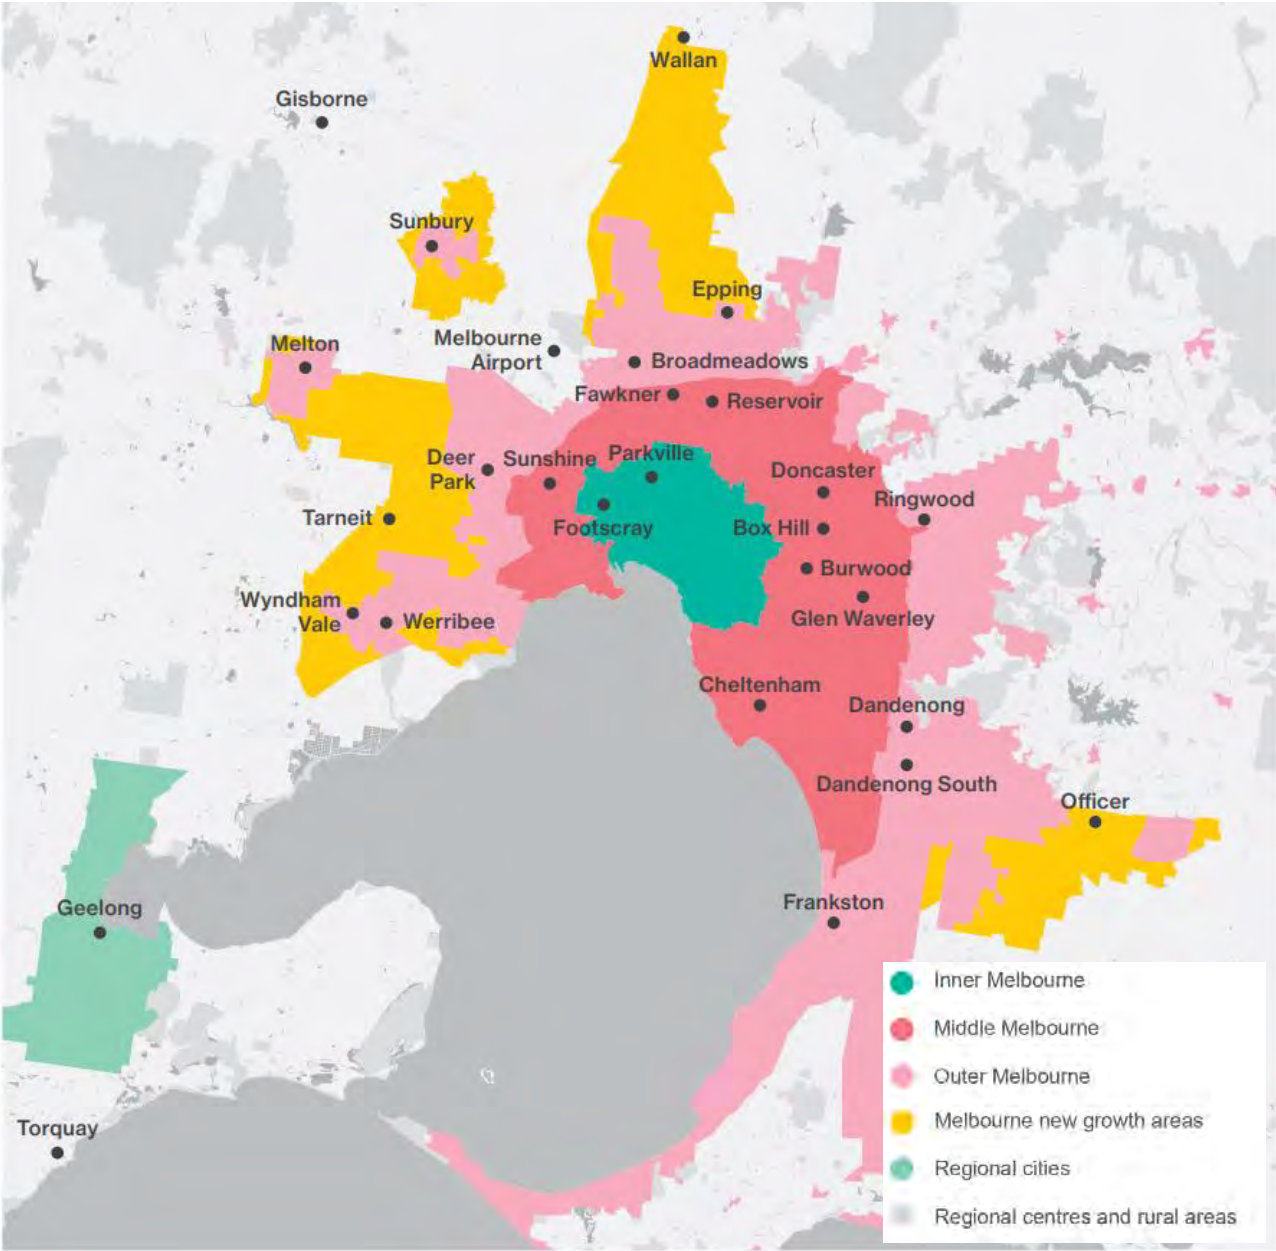 Wallan
Gisborne
Sunbury
Epping
Melbourne
Airport
Melton
Broadmeadows
Fawkner
Reservoir
Deer
Park
Sunshine
Parkville
Doncaster
Ringwood
Tarneit
Footscray
Box Hill
Burwood
Glen Waverley
Wyndham
Vale
Werribee
Cheltenham
Dandenong
Dandenong South
Officer
Geelong
Frankston
Torquay
Inner Melbourne
Middle Melbourne
Outer Melbourne
Melbourne new growth areas
Regional cities
Regional centres and rural areas